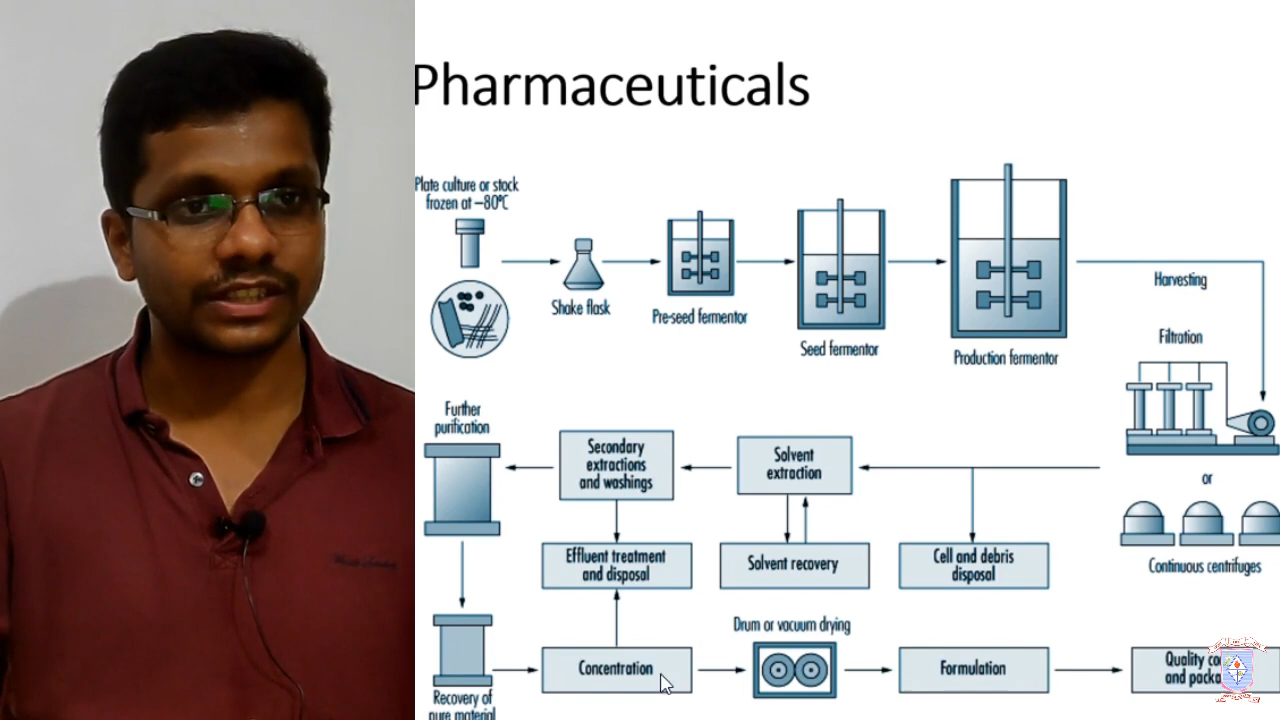 Pharmaceuticals
Plate culture or stock
frozen at –80°C
Shake flask
Pre-seed fermentor
Seed fermentor
Production fermentor
Harvesting
Filtration
or
Continuous centrifuges
Further
purification
Secondary
extractions
and washings
Solvent
extraction
Effluent treatment
and disposal
Solvent recovery
Cell and debris
disposal
Drum or vacuum drying
Recovery of
pure material
Concentration
Formulation
Quality co
and packa